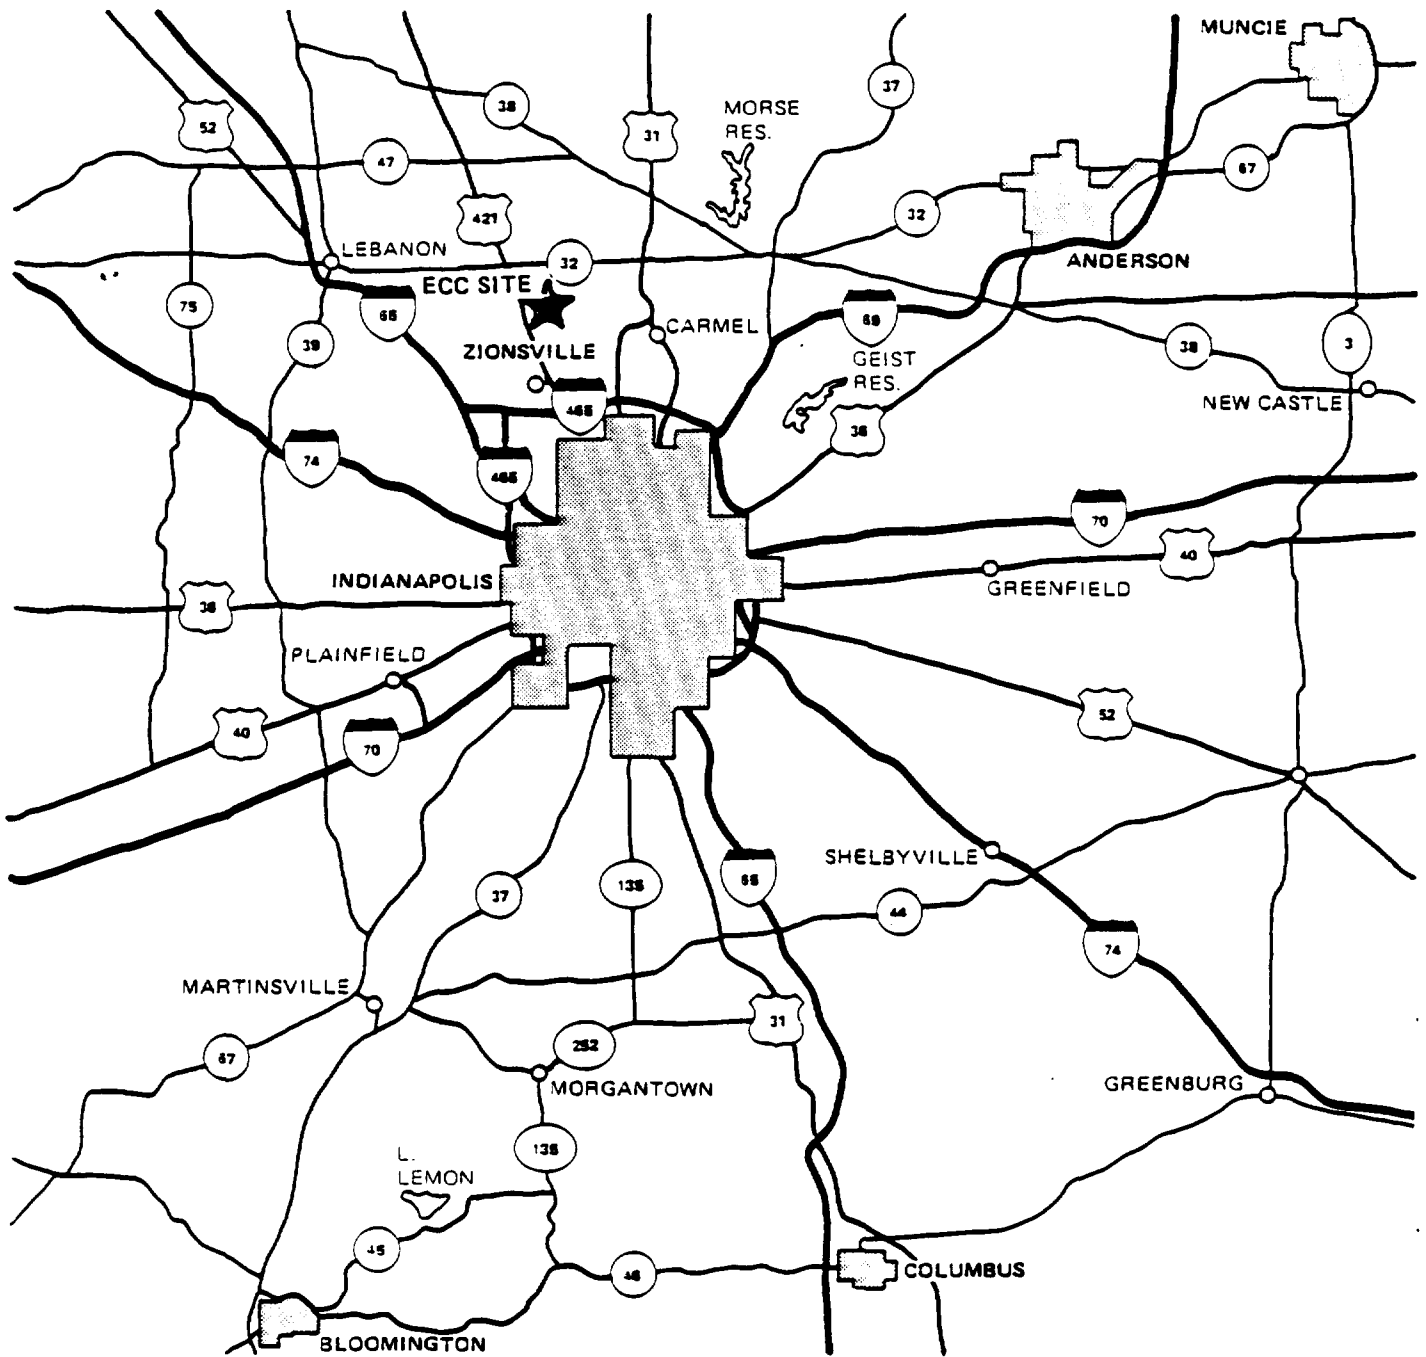 MUNCIE
37
38
MORSE
RES.
52
31
47
67
421
32
LEBANON
32
ANDERSON
ECC SITE
75
65
69
CARMEL
3
39
38
ZIONSVILLE
GEIST
RES.
465
NEW CASTLE
36
74
465
70
40
INDIANAPOLIS
GREENFIELD
36
PLAINFIELD
52
40
70
SHELBYVILLE
65
135
37
44
74
MARTINSVILLE
31
252
67
GREENBURG
MORGANTOWN
135
L.
LEMON
45
46
COLUMBUS
BLOOMINGTON